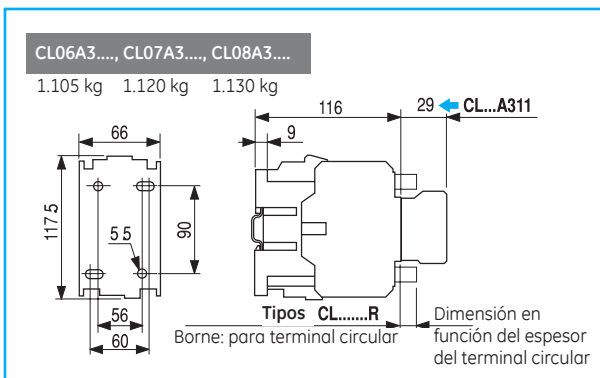 CL06A3...., CL07A3...., CL08A3....
1.105 kg 1.120 kg 1.130 kg
116
29
CL...A311
66
9
117.5
5.5
90
56
60
Tipos CL.......R
Borne: para terminal circular
Dimensión en
función del espesor
del terminal circular